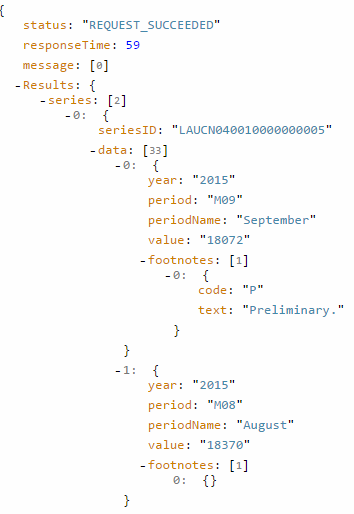 {
status: "REQUEST_SUCCEEDED"
responseTime: 59
message: [0]
-Results: {
-series: [2]
-0: {
seriesID: "LAUCN040010000000005"
-data: [33]
-0: {
year: "2015"
period: "M09"
periodName: "September"
value: "18072"
-footnotes: [1]
-0: {
code: "P"
text: "Preliminary."
}
}
-1: {
year: "2015"
period: "M08"
periodName: "August"
value: "18370"
-footnotes: [1]
0: {}
}